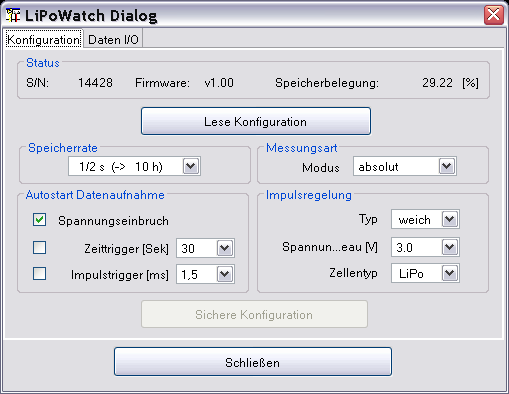 LiPoWatch Dialog
Konfiguration Daten I/O
Status
S/N: 14428 Firmware: v1.00 Speicherbelegung: 29.22 [%]
Lese Konfiguration
Speicherrate
1/2 s (-> 10 h)
Messungsart
Modus absolut
Autostart Datenaufnahme
Spannungseinbruch
Zeittrigger [Sek] 30
Impulstrigger [ms] 1,5
Impulsregelung
Typ weich
Spannun...eau [V] 3.0
Zellentyp LiPo
Sichere Konfiguration
Schließen